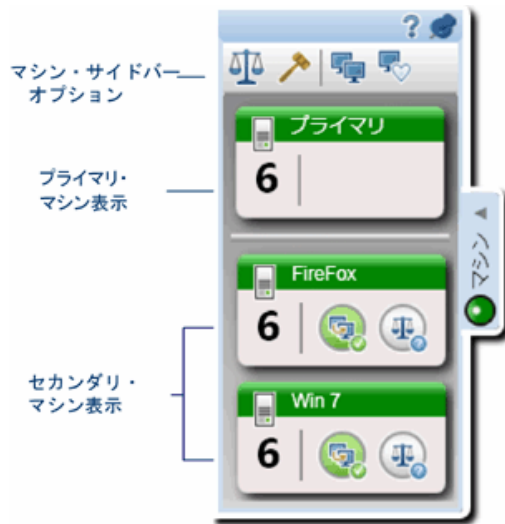 ?
マシン・サイドバー
オプション
プライマリ・
マシン表示
プライマリ
6
マシン
セカンダリ・
マシン表示
FireFox
6
?
Win 7
6
?